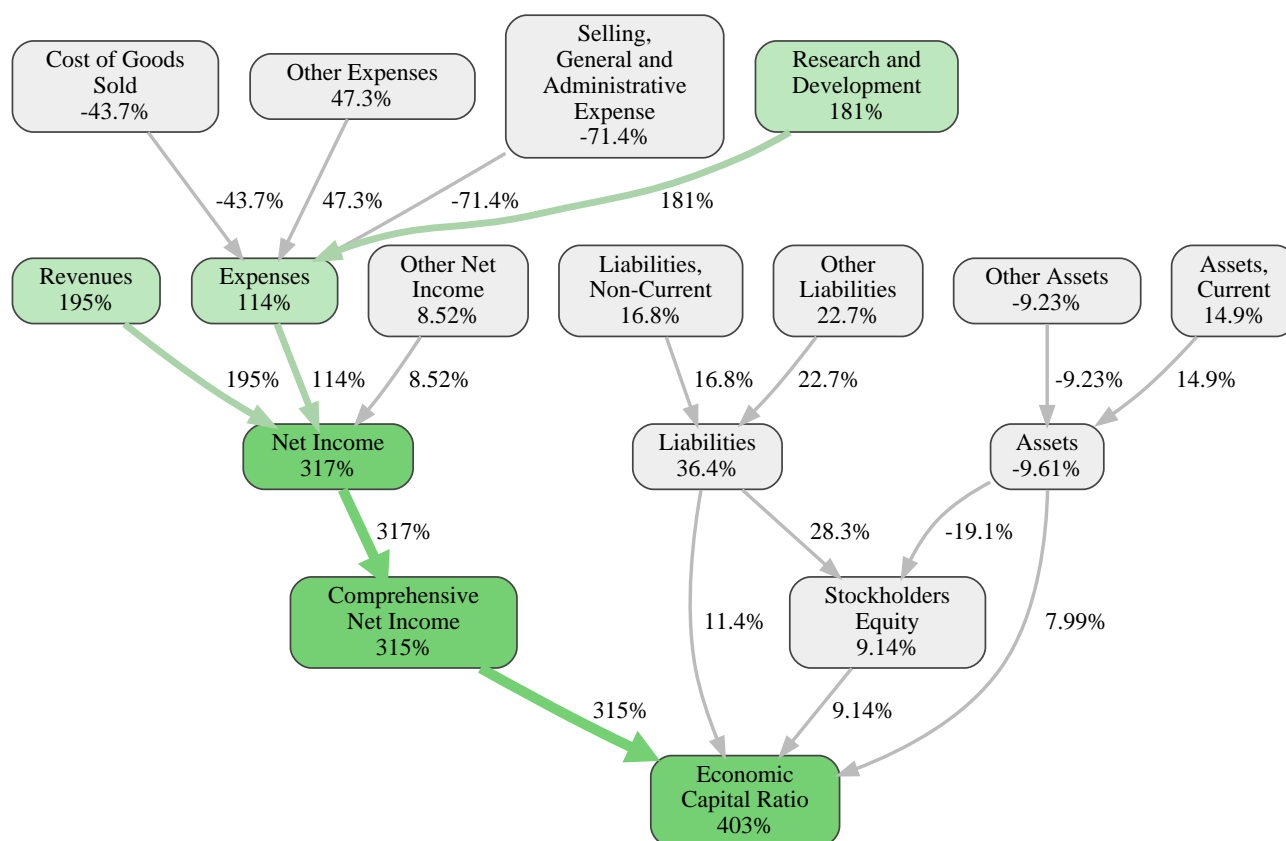 Cost of Goods
Sold
-43.7%
Other Expenses
47.3%
Selling,
General and
Administrative
Expense
-71.4%
Research and
Development
181%
-43.7%
47.3%
-71.4%
181%
Revenues
195%
Expenses
114%
Other Net
Income
8.52%
Liabilities,
Non-Current
16.8%
Other
Liabilities
22.7%
Other Assets
-9.23%
Assets,
Current
14.9%
195%
114%
8.52%
16.8%
22.7%
-9.23%
14.9%
Net Income
317%
Liabilities
36.4%
Assets
-9.61%
317%
28.3%
-19.1%
Comprehensive
Net Income
315%
11.4%
Stockholders
Equity
9.14%
7.99%
315%
9.14%
Economic
Capital Ratio
403%